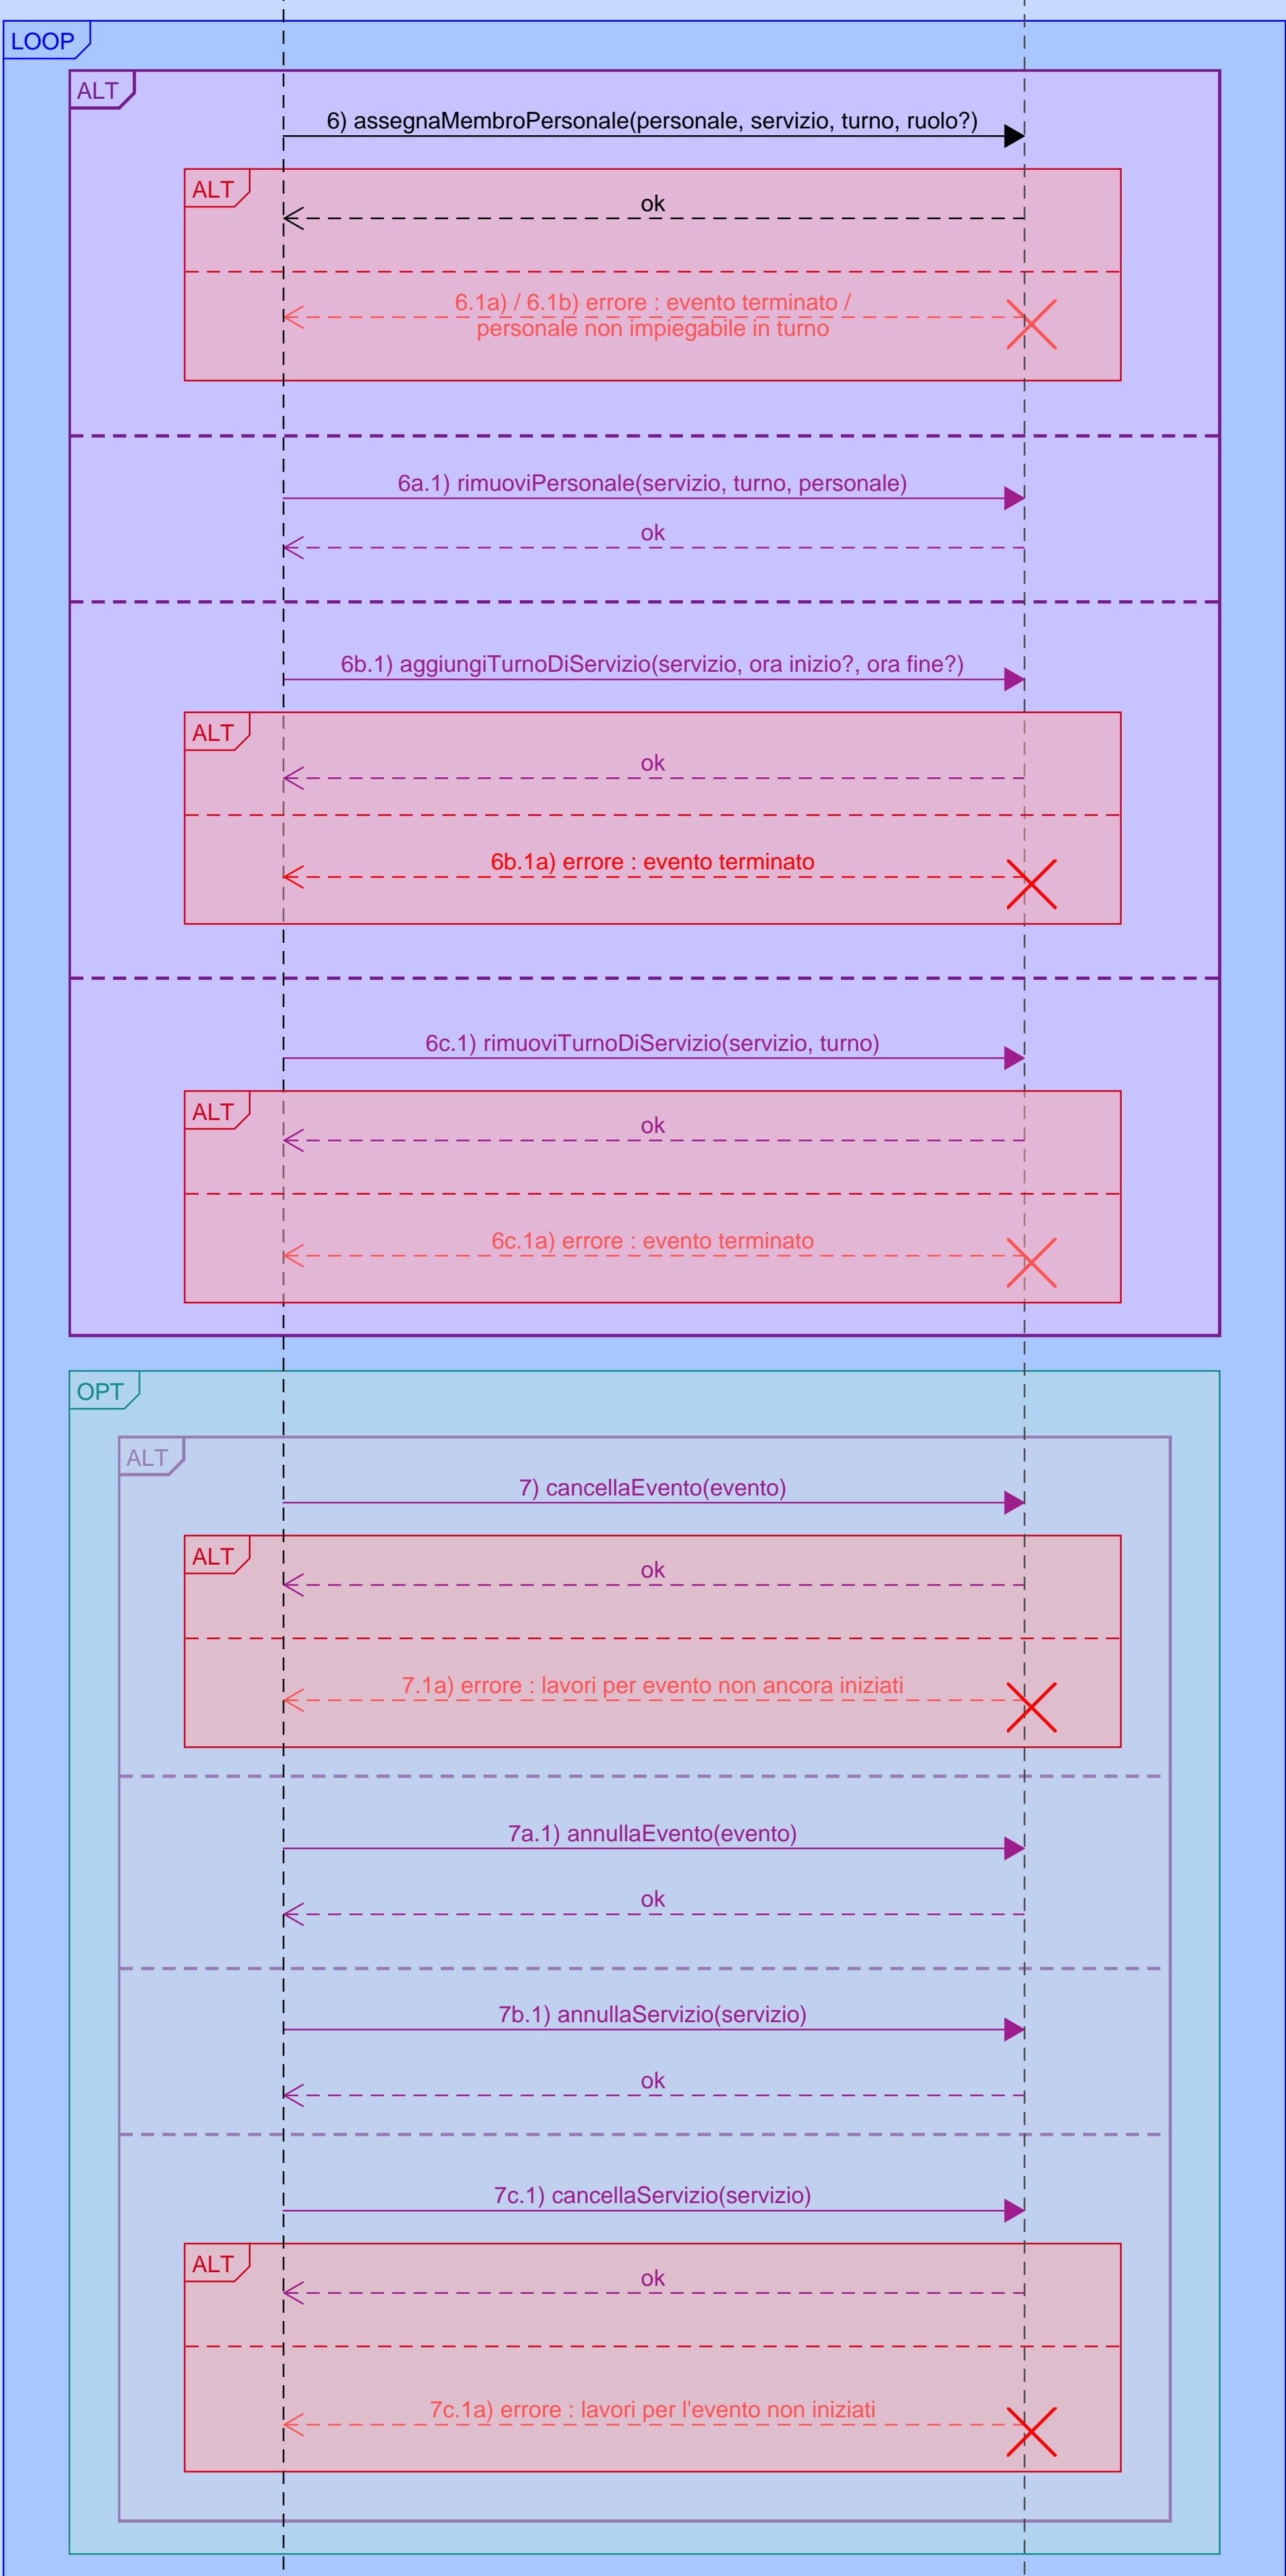 LOOP
ALT
6) assegnaMembroPersonale(personale, servizio, turno, ruolo?)
ALT
ok
6.1a) / 6.1b) errore : evento terminato /
personale non impiegabile in turno
6a.1) rimuoviPersonale(servizio, turno, personale)
ok
6b.1) aggiungiTurnoDiServizio(servizio, ora inizio?, ora fine?)
ALT
ok
6b.1a) errore : evento terminato
6c.1) rimuoviTurnoDiServizio(servizio, turno)
ALT
ok
6c.1a) errore : evento terminato
OPT
ALT
7) cancellaEvento(evento)
ALT
ok
7.1a) errore : lavori per evento non ancora iniziati
7a.1) annullaEvento(evento)
ok
7b.1) annullaServizio(servizio)
ok
7c.1) cancellaServizio(servizio)
ALT
ok
7c.1a) errore : lavori per l'evento non iniziati